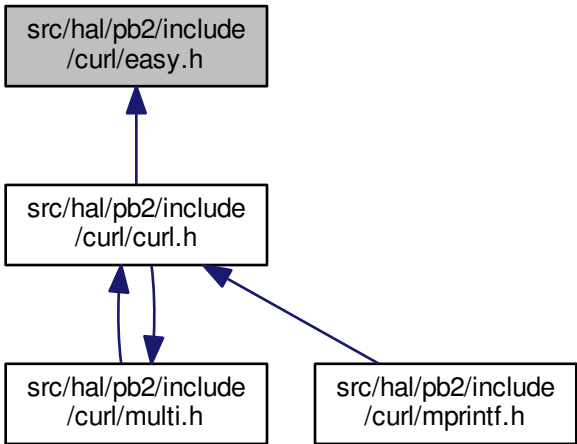 src/hal/pb2/include
/curl/easy.h
src/hal/pb2/include
/curl/curl.h
src/hal/pb2/include
/curl/multi.h
src/hal/pb2/include
/curl/mprintf.h